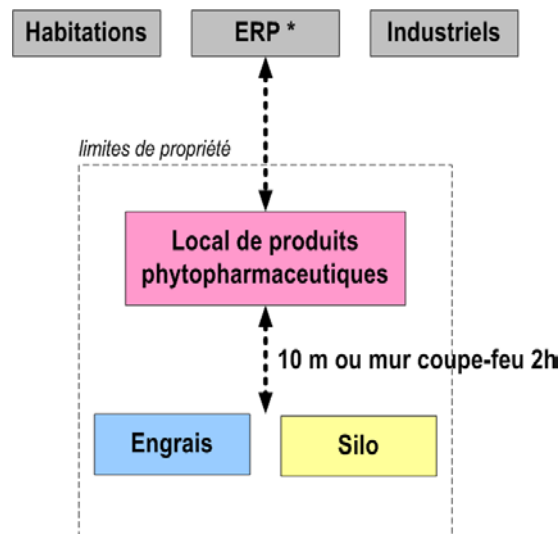 Habitations
ERP *
Industriels
limites de propriété
Local de produits
phytopharmaceutiques
10 m ou mur coupe-feu 2h
Engrais
Silo